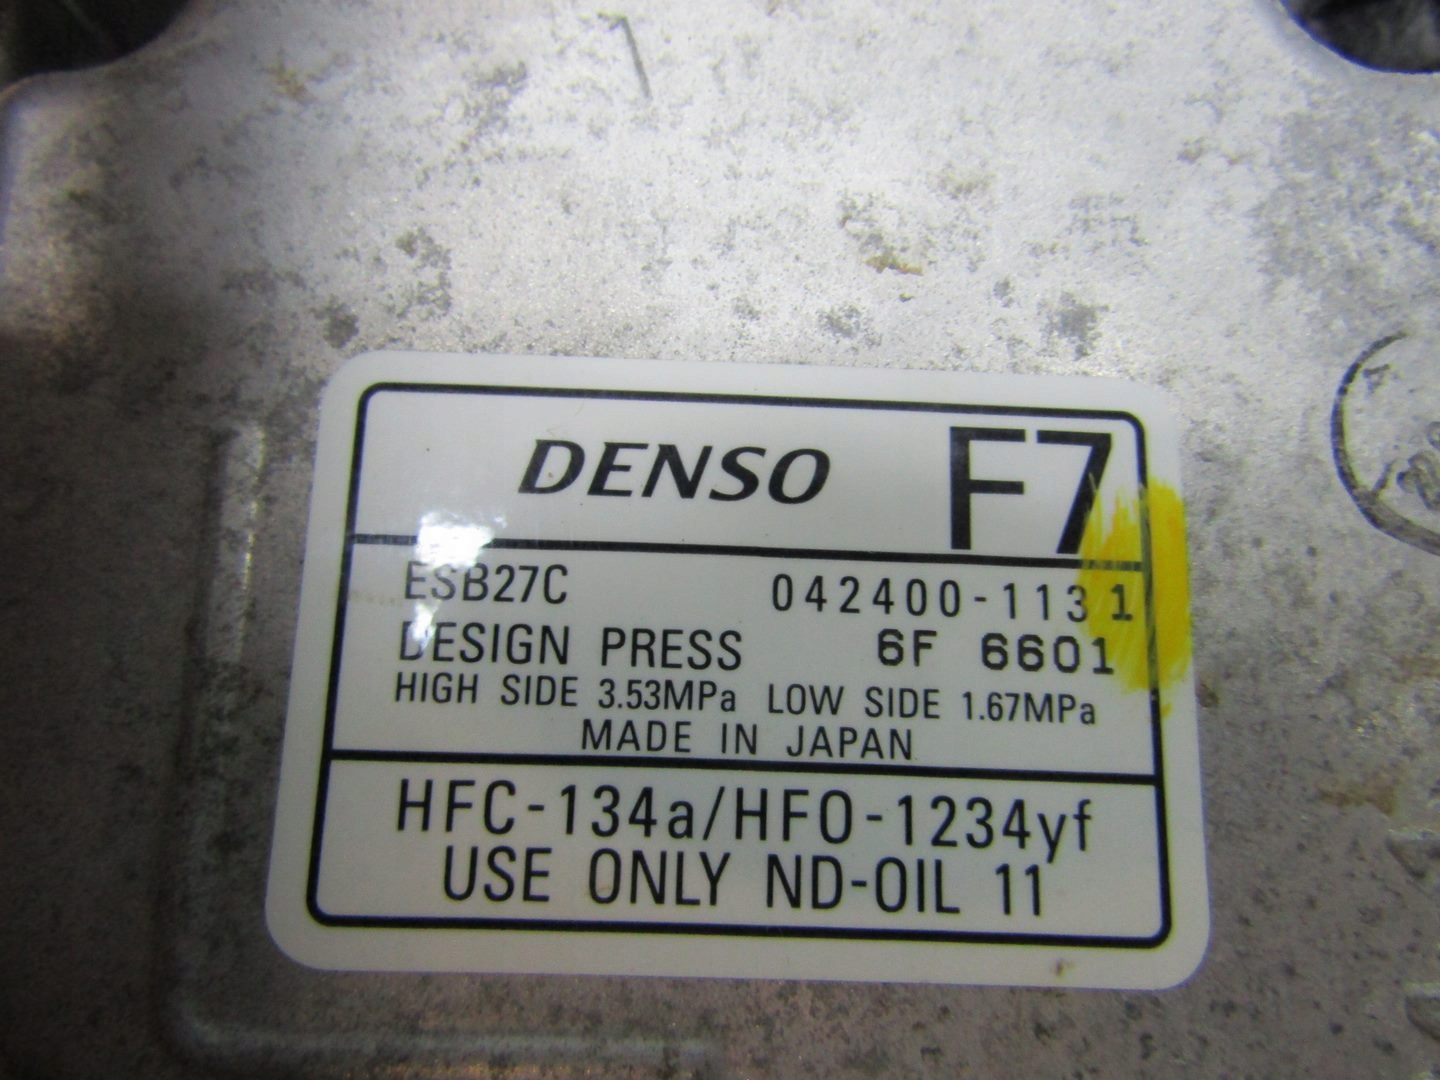 DENSO F7
ESB27C 042400-1131
DESIGN PRESS 6F 6601
HIGH SIDE 3.53MPa LOW SIDE 1.67MPa
MADE IN JAPAN
HFC-134a/HFO-1234yf
USE ONLY ND-OIL 11